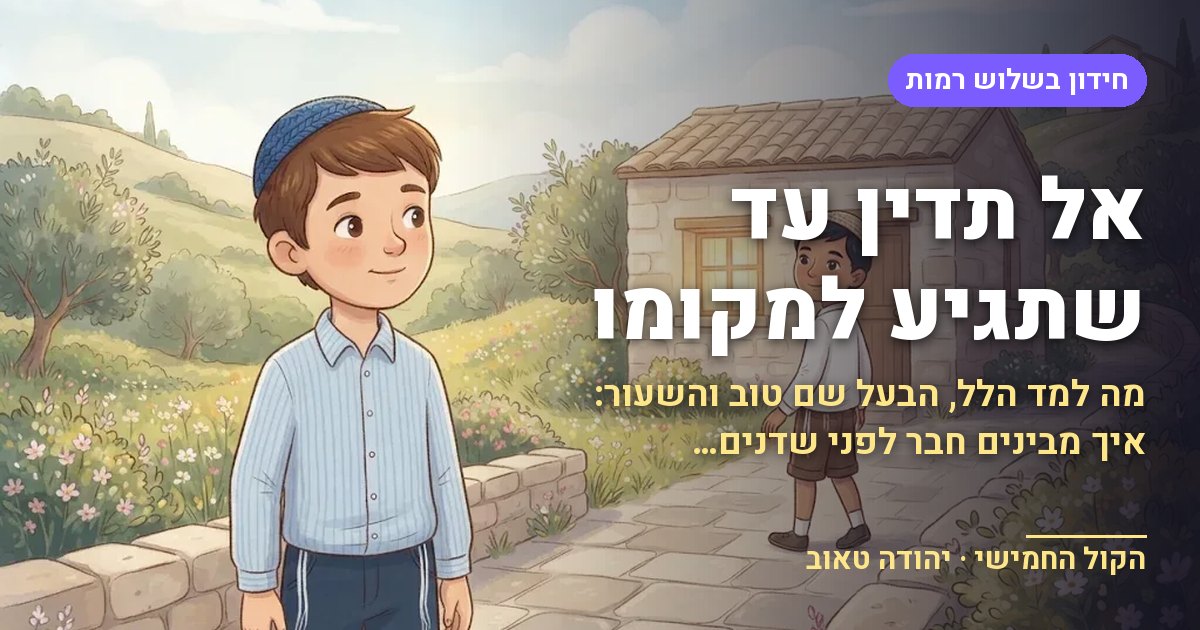 חידון בשלוש רמות
אל תדין עד
שתגיע למקומו
מה למד הלל, הבעל שם טוב והשעור:
איך מבינים חבר לפני שדנים...
הקול החמישי · יהודה טאוב